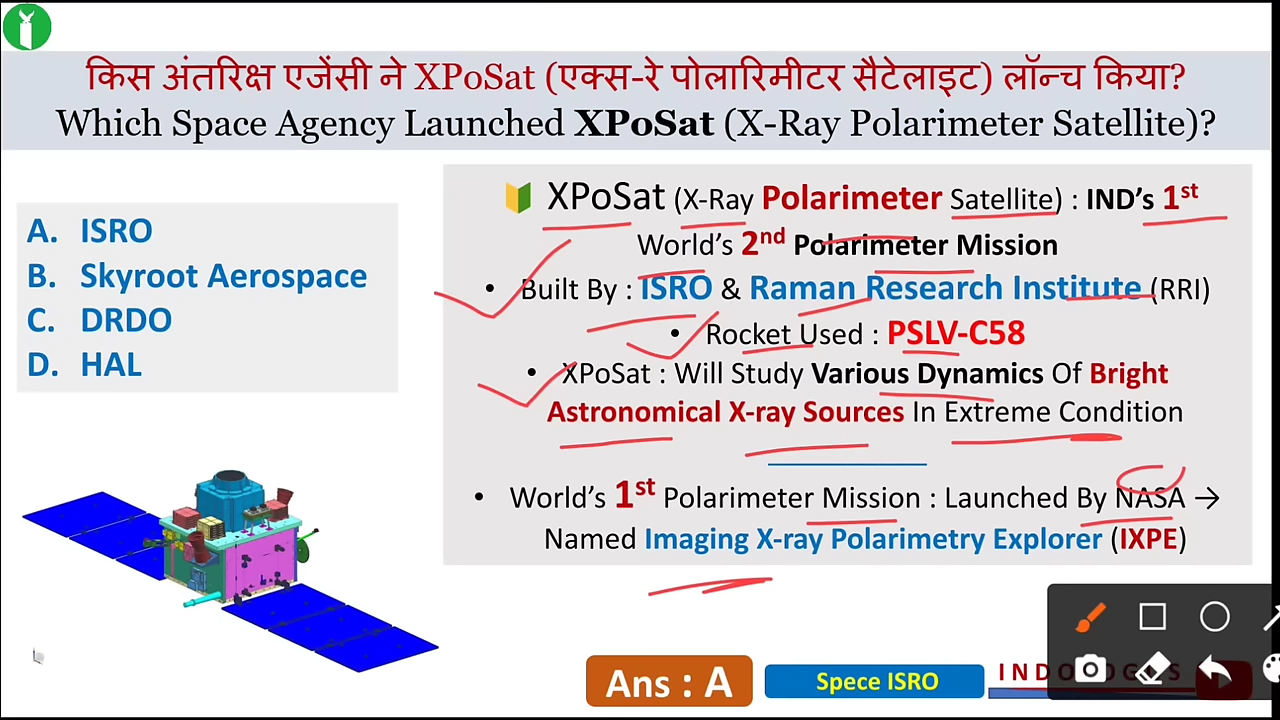 किस अंतरिक्ष एजेंसी ने XPoSat (एक्स-रे पोलारिमीटर सैटेलाइट) लॉन्च किया?
Which Space Agency Launched XPoSat (X-Ray Polarimeter Satellite)?
A. ISRO
B. Skyroot Aerospace
C. DRDO
D. HAL
XPoSat (X-Ray Polarimeter Satellite) : IND's 1st
World's 2nd Polarimeter Mission
• Built By : ISRO & Raman Research Institute (RRI)
• Rocket Used : PSLV-C58
• XPoSat : Will Study Various Dynamics Of Bright
Astronomical X-ray Sources In Extreme Condition
• World's 1st Polarimeter Mission : Launched By NASA →
Named Imaging X-ray Polarimetry Explorer (IXPE)
Ans : A
Spece ISRO